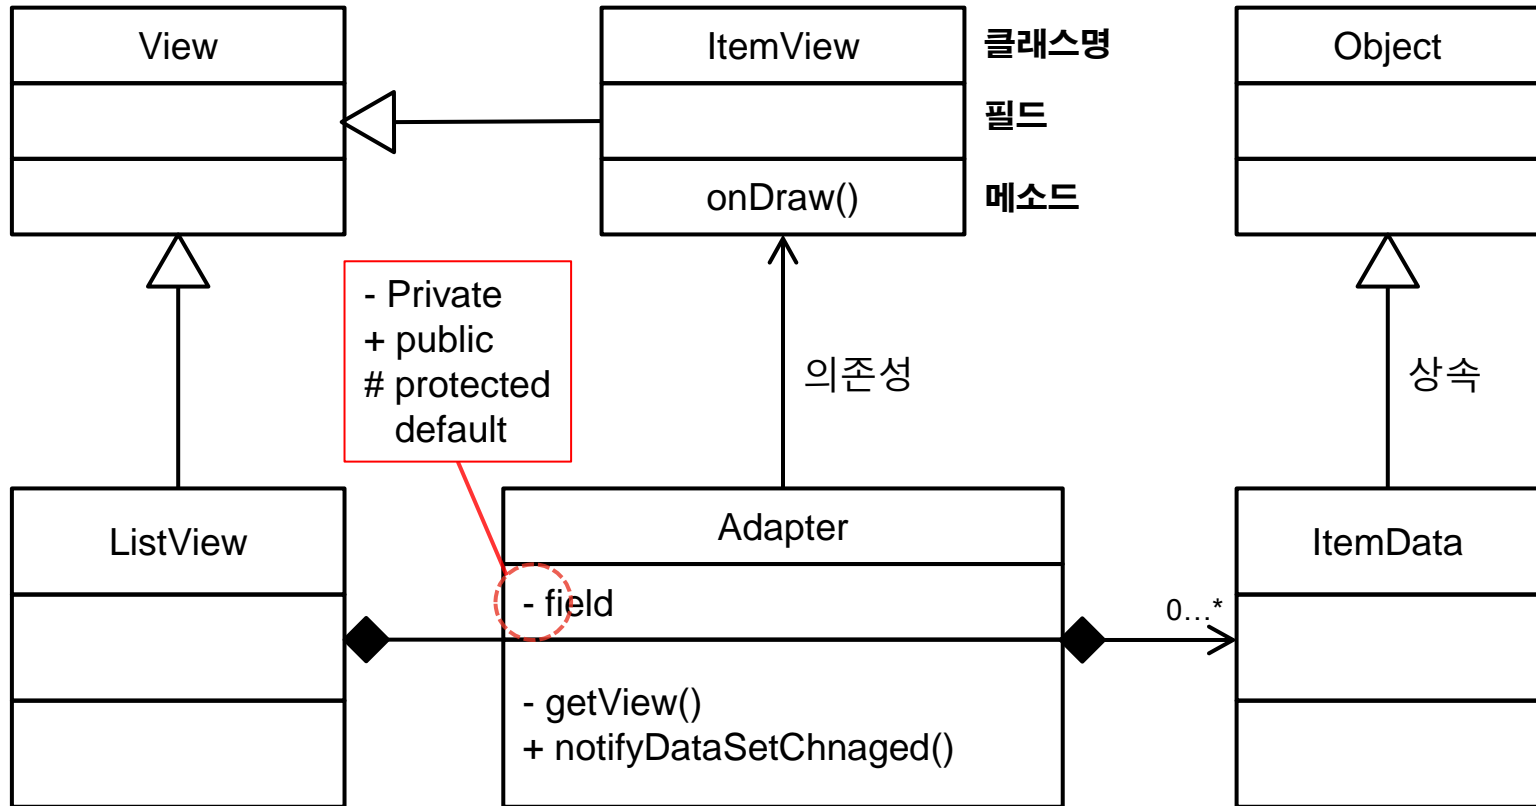 View
ItemView
클래스명
Object
필드
onDraw()
메소드
- Private
+ public
# protected
default
의존성
상속
ListView
Adapter
ItemData
- field
0...*
- getView()
+ notifyDataSetChnaged()